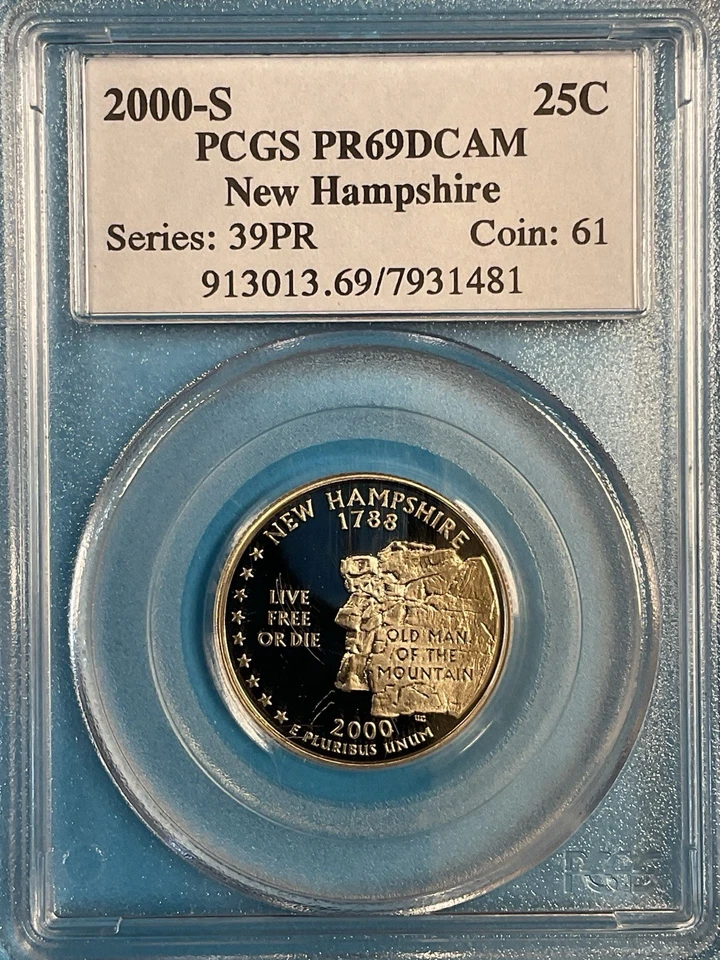 2000-S 25C
PCGS PR69DCAM
New Hampshire
Series: 39PR Coin: 61
913013.69/7931481
NEW HAMPSHIRE
1788
LIVE
FREE
OR DIE
OLD MAN
OF THE
MOUNTAIN
2000
E PLURIBUS UNUM
PCGS